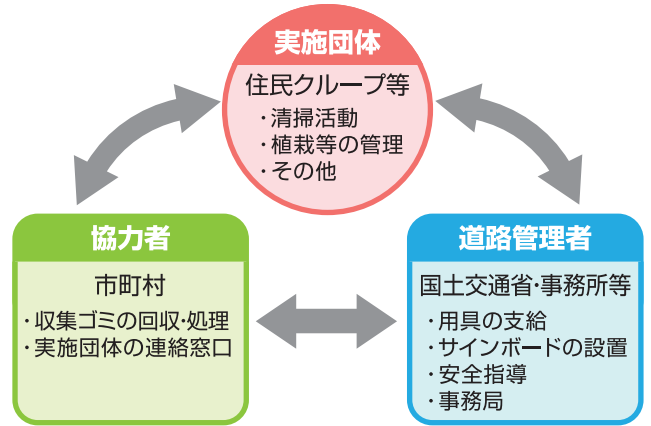 実施団体
住民クループ等
・清掃活動
・植栽等の管理
・その他
協力者
市町村
・収集ゴミの回収・処理
・実施団体の連絡窓口
道路管理者
国土交通省・事務所等
・用具の支給
・サインボードの設置
・安全指導
・事務局